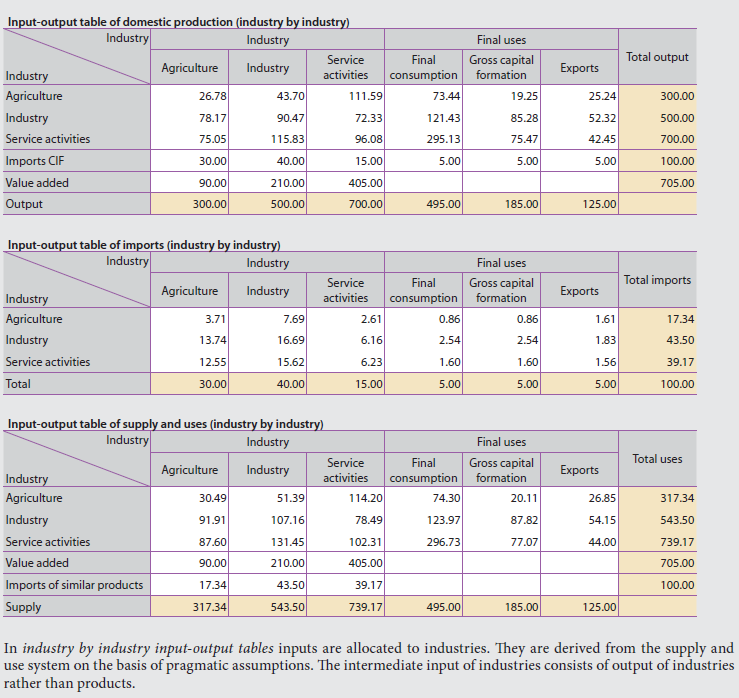 Input-output table of domestic production (industry by industry)
Industry Industry Final uses Total output
Industry Agriculture Industry Service activities Final consumption Gross capital formation Exports
Agriculture 26.78 43.70 111.59 73.44 19.25 25.24 300.00
Industry 78.17 90.47 72.33 121.43 85.28 52.32 500.00
Service activities 75.05 115.83 96.08 295.13 75.47 42.45 700.00
Imports CIF 30.00 40.00 15.00 5.00 5.00 5.00 100.00
Value added 90.00 210.00 405.00 705.00
Output 300.00 500.00 700.00 495.00 185.00 125.00
Input-output table of imports (industry by industry)
Industry Industry Final uses Total imports
Industry Agriculture Industry Service activities Final consumption Gross capital formation Exports
Agriculture 3.71 7.69 2.61 0.86 0.86 1.61 17.34
Industry 13.74 16.69 6.16 2.54 2.54 1.83 43.50
Service activities 12.55 15.62 6.23 1.60 1.60 1.56 39.17
Total 30.00 40.00 15.00 5.00 5.00 5.00 100.00
Input-output table of supply and uses (industry by industry)
Industry Industry Final uses Total uses
Industry Agriculture Industry Service activities Final consumption Gross capital formation Exports
Agriculture 30.49 51.39 114.20 74.30 20.11 26.85 317.34
Industry 91.91 107.16 78.49 123.97 87.82 54.15 543.50
Service activities 87.60 131.45 102.31 296.73 77.07 44.00 739.17
Value added 90.00 210.00 405.00 705.00
Imports of similar products 17.34 43.50 39.17 100.00
Supply 317.34 543.50 739.17 495.00 185.00 125.00
In industry by industry input-output tables inputs are allocated to industries. They are derived from the supply and
use system on the basis of pragmatic assumptions. The intermediate input of industries consists of output of industries
rather than products.